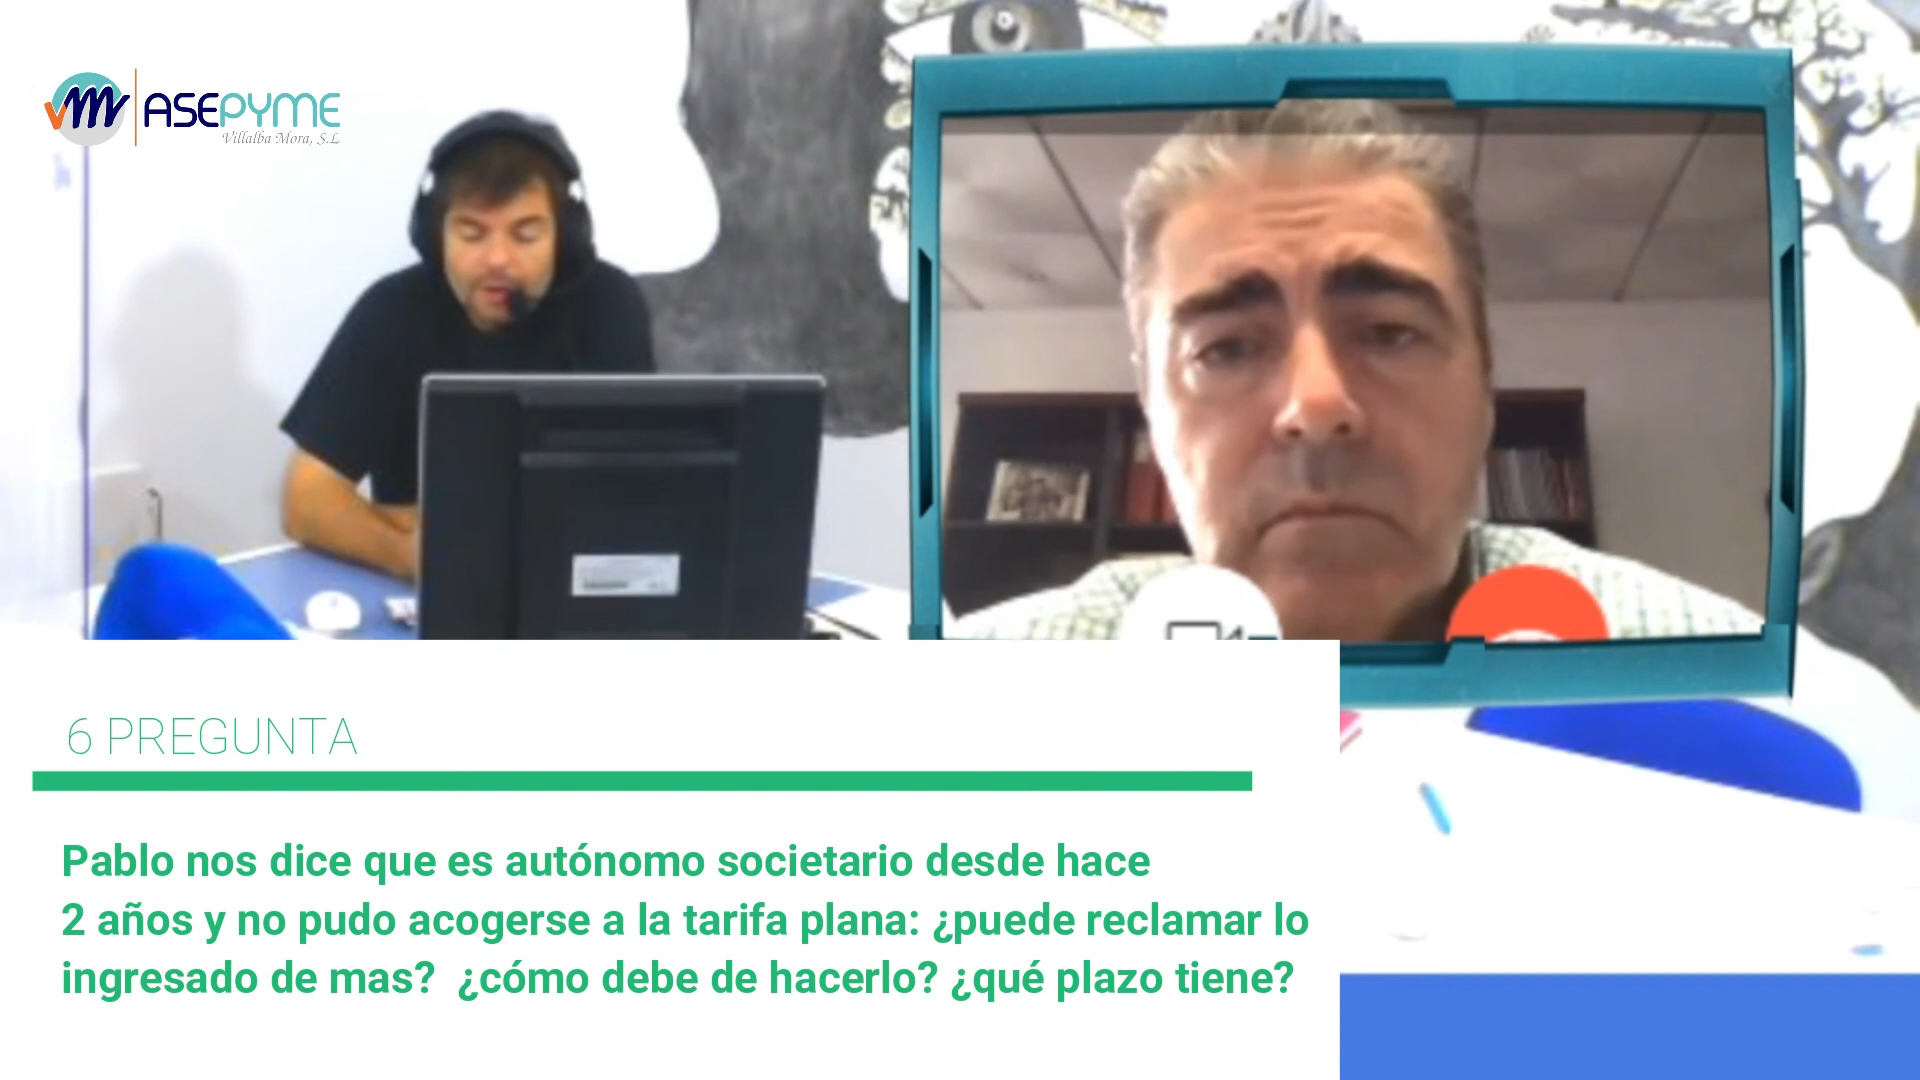 VM ASEPYME
Villalba Mora, S.L
6 PREGUNTA
Pablo nos dice que es autónomo societario desde hace
2 años y no pudo acogerse a la tarifa plana: ¿puede reclamar lo
ingresado de mas?  ¿cómo debe de hacerlo? ¿qué plazo tiene?